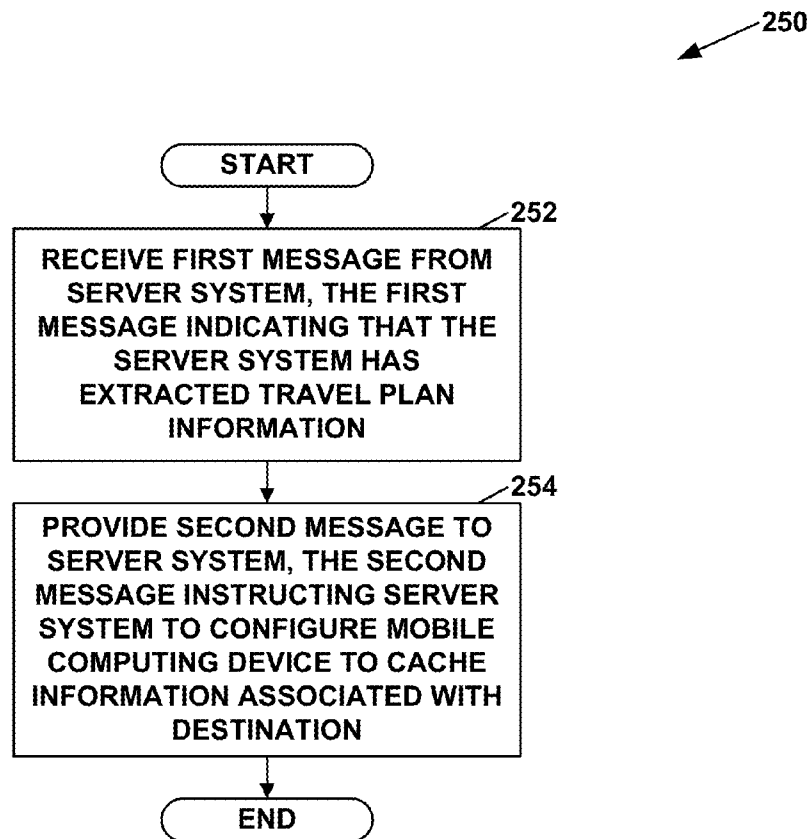 250
START
252
RECEIVE FIRST MESSAGE FROM
SERVER SYSTEM, THE FIRST
MESSAGE INDICATING THAT THE
SERVER SYSTEM HAS
EXTRACTED TRAVEL PLAN
INFORMATION
254
PROVIDE SECOND MESSAGE TO
SERVER SYSTEM, THE SECOND
MESSAGE INSTRUCTING SERVER
SYSTEM TO CONFIGURE MOBILE
COMPUTING DEVICE TO CACHE
INFORMATION ASSOCIATED WITH
DESTINATION
END